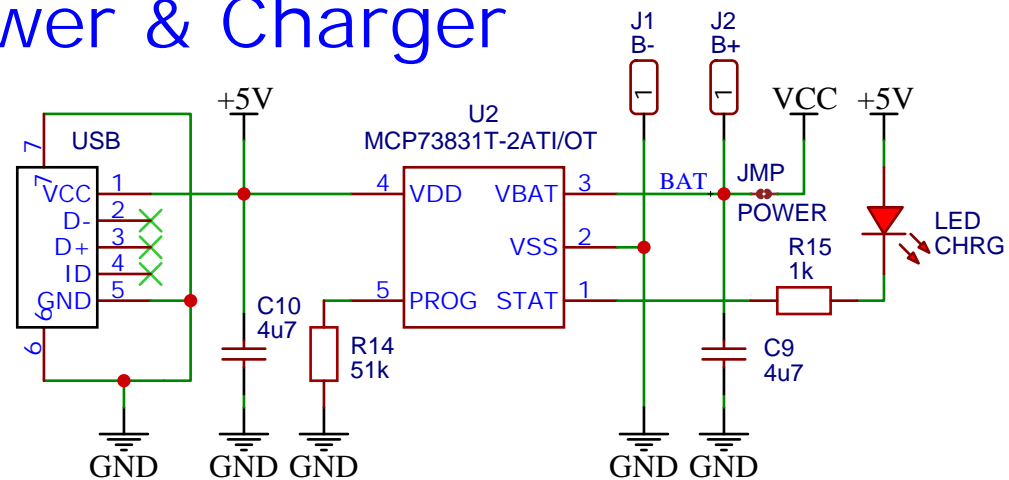 wer & Charger
J1
B-
1
J2
B+
1
+5V
VCC
+5V
U2
MCP73831T-2ATI/OT
USB
7
7
VCC 1
D- 2
D+ 3
ID 4
GND 5
6
6
4 VDD
5 PROG
VBAT 3
VSS 2
STAT 1
BAT
JMP
POWER
LED
CHRG
R15
1k
C10
4u7
R14
51k
C9
4u7
GND
GND
GND
GND
GND